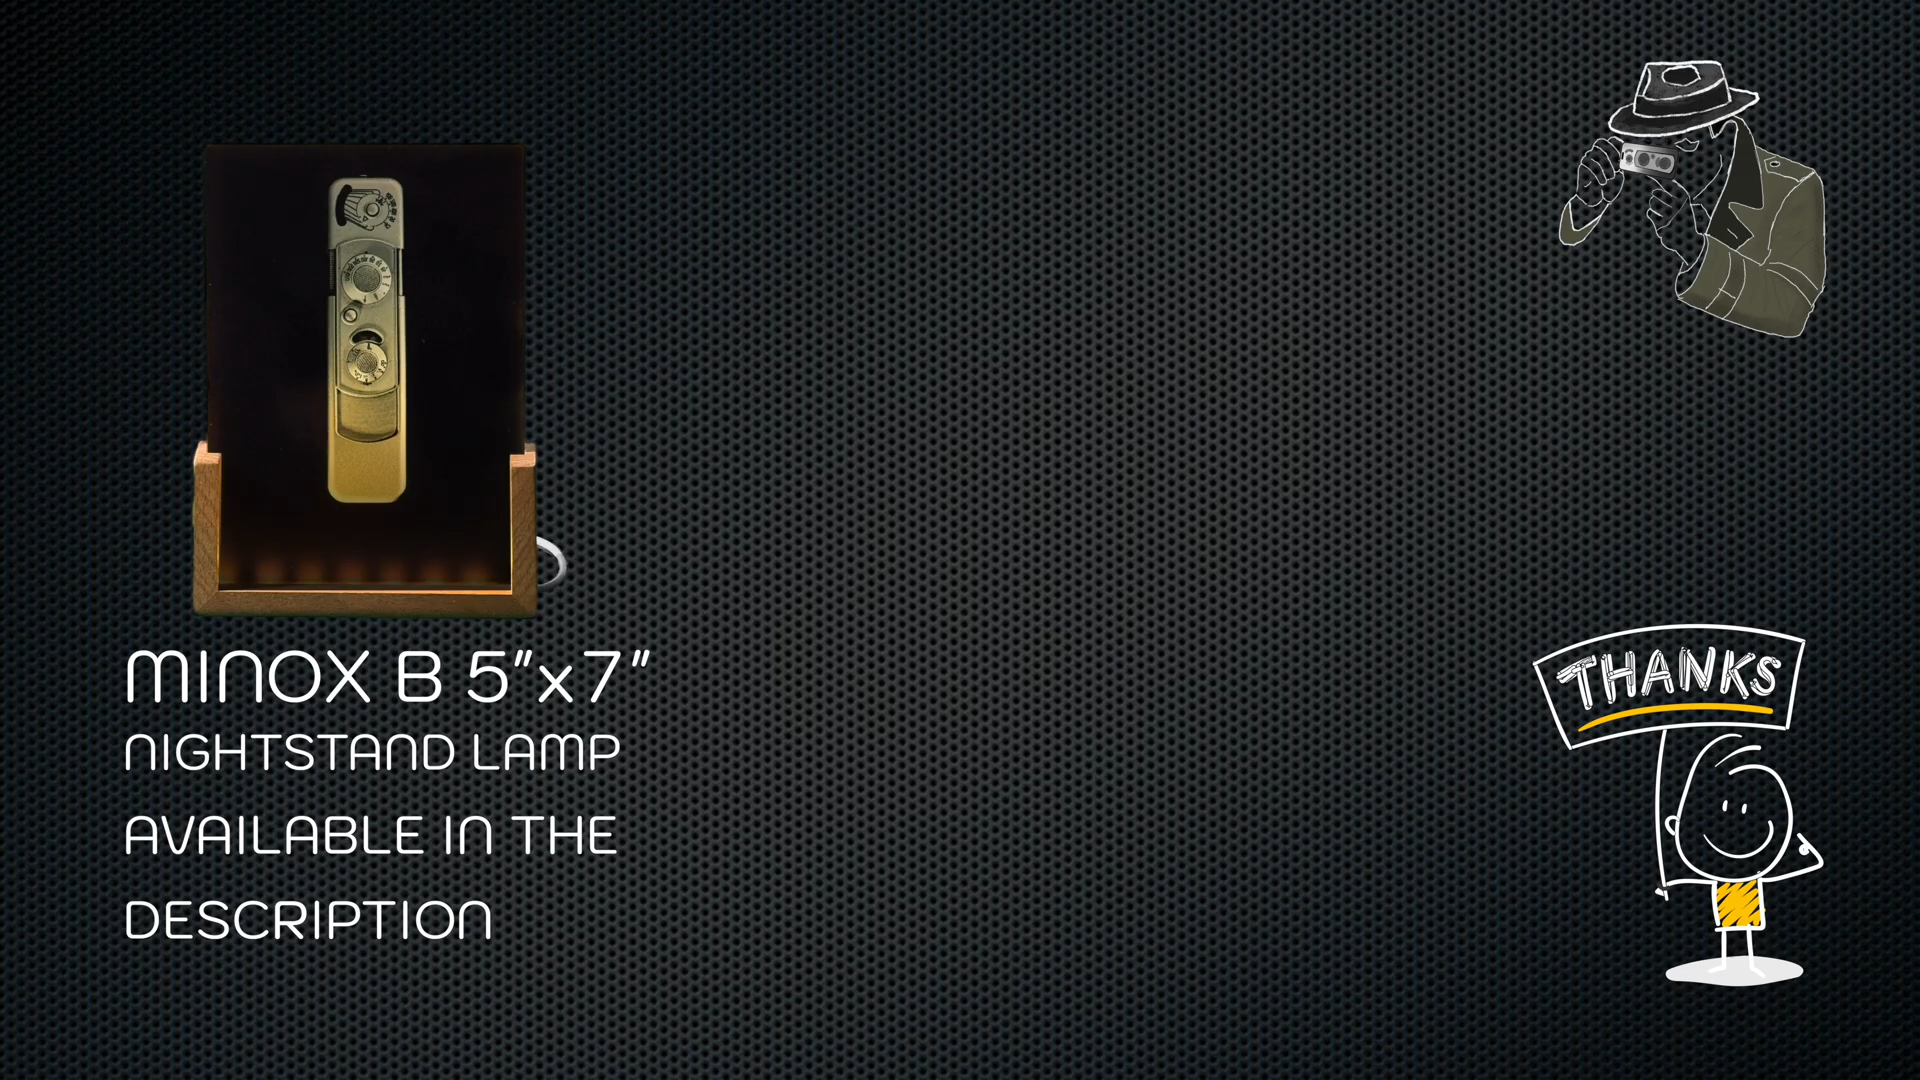 MINOX B 5"x7"
NIGHTSTAND LAMP
AVAILABLE IN THE
DESCRIPTION
THANKS